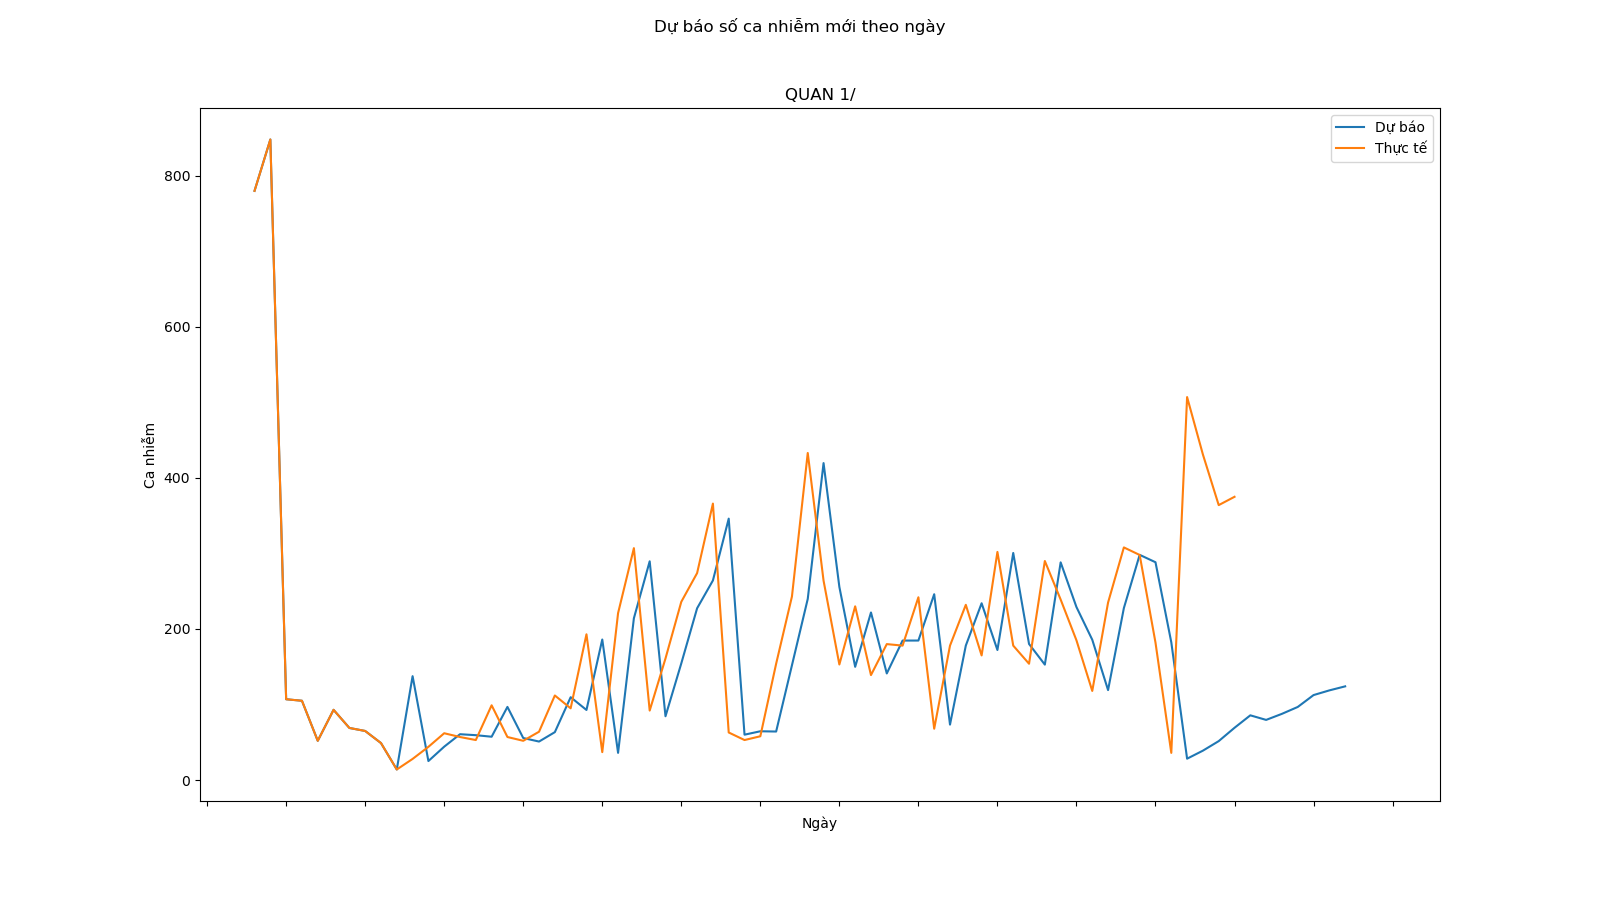 Dự báo số ca nhiễm mới theo ngày
QUAN 1/
Dự báo
Thực tế
800
600
400
200
0
Ca nhiễm
Ngày